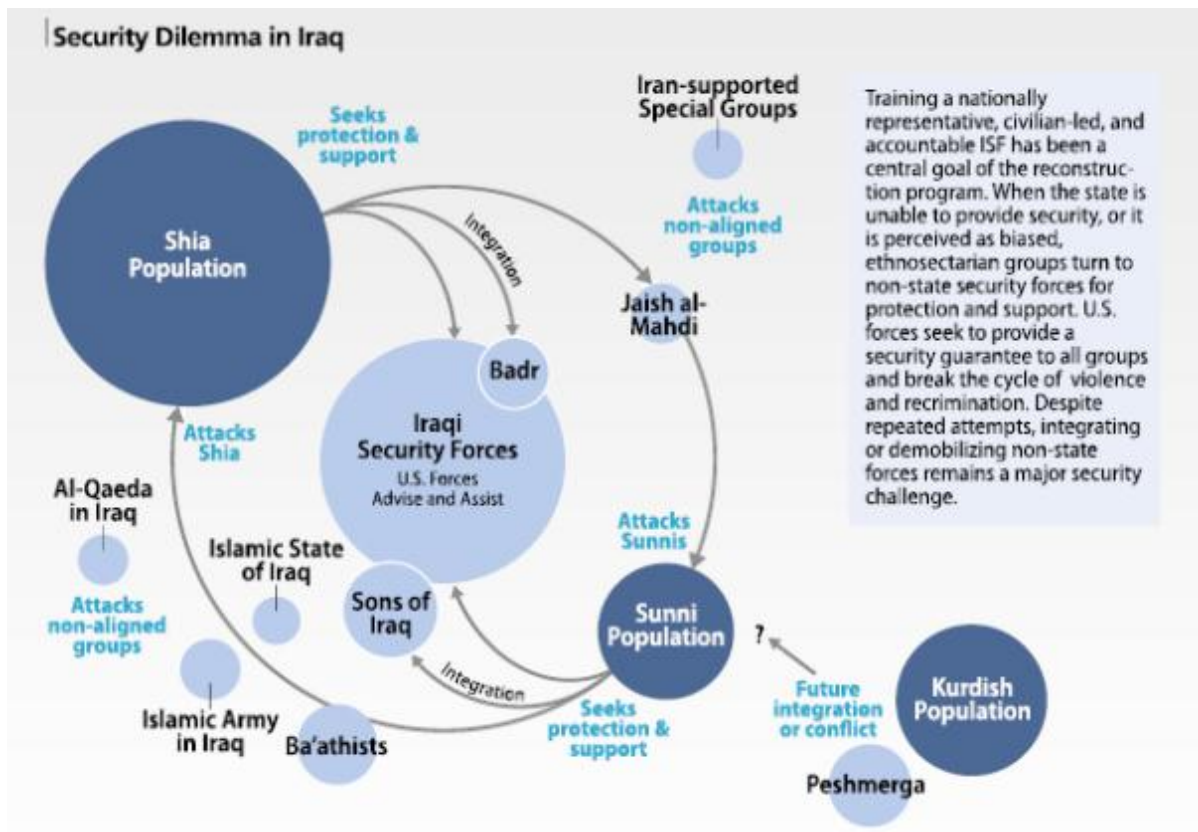 Security Dilemma in Iraq
Seeks
protection &
support
Iran-supported
Special Groups
Attacks
non-aligned
groups
Shia
Population
Integration
Jaish al-
Mahdi
Badr
Iraqi
Security Forces
U.S. Forces
Advise and Assist
Attacks
Shia
Al-Qaeda
in Iraq
Attacks
non-aligned
groups
Islamic State
of Iraq
Sons of
Iraq
Attacks
Sunnis
Sunni
Population
Integration
Islamic Army
in Iraq
Ba'athists
Seeks
protection &
support
?
Future
integration
or conflict
Kurdish
Population
Peshmerga
Training a nationally
representative, civilian-led, and
accountable ISF has been a
central goal of the reconstruc-
tion program. When the state is
unable to provide security, or it
is perceived as biased,
ethnosectarian groups turn to
non-state security forces for
protection and support. U.S.
forces seek to provide a
security guarantee to all groups
and break the cycle of violence
and recrimination. Despite
repeated attempts, integrating
or demobilizing non-state
forces remains a major security
challenge.